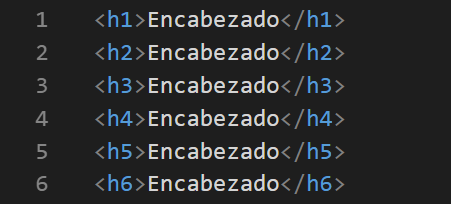 1 <h1>Encabezado</h1>
2 <h2>Encabezado</h2>
3 <h3>Encabezado</h3>
4 <h4>Encabezado</h4>
5 <h5>Encabezado</h5>
6 <h6>Encabezado</h6>